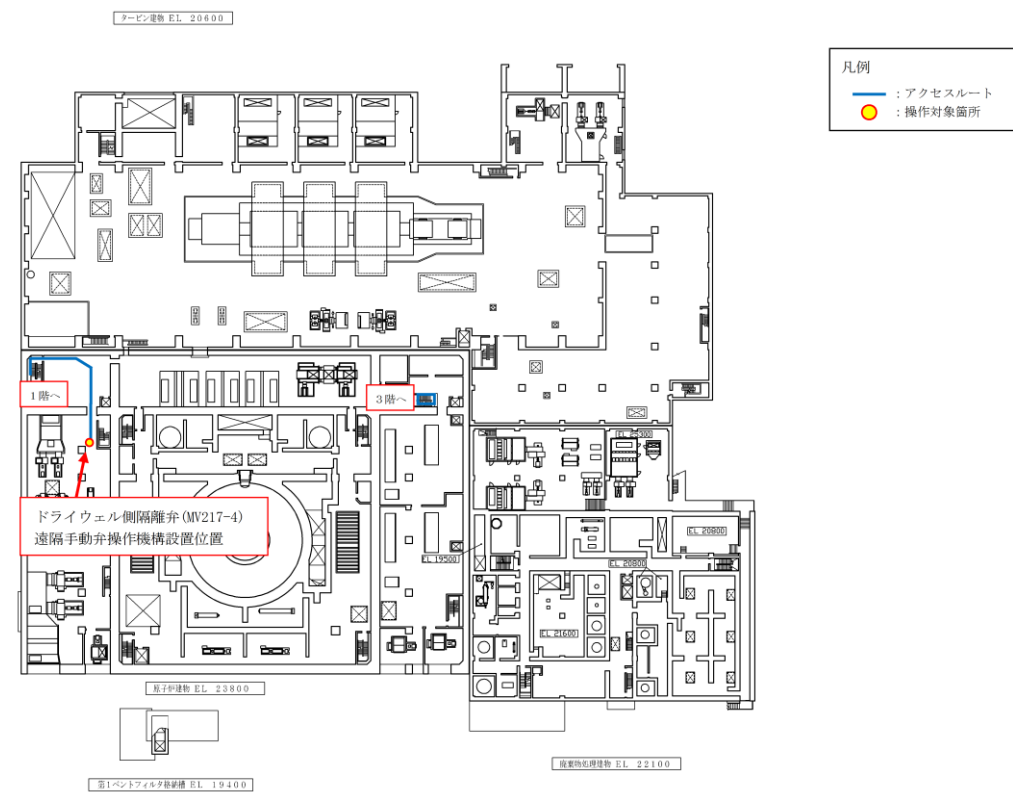 タービン建物 EL 20600
凡例
：アクセスルート
：操作対象箇所
1階へ
3階へ
EL 25300
ドライウェル側隔離弁(MV217-4)
遠隔手動弁操作機構設置位置
EL 20800
EL 19500
EL 20800
EL 21600
原子炉建物 EL 23800
廃棄物処理建物 EL 22100
第1ベントフィルタ格納槽 EL 19400